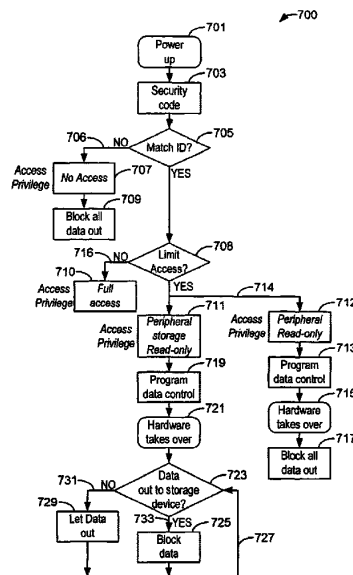 700
701
Power
up
703
Security
code
706
NO
705
Match ID?
Access
Privilege
No Access
707
YES
709
Block all
data out
716
NO
708
Limit
Access?
710
Access
Privilege
Full
access
YES
714
711
Access
Privilege
Peripheral
storage
Read-only
712
Access
Privilege
Peripheral
Read-only
719
Program
data control
713
Program
data control
721
Hardware
takes over
715
Hardware
takes over
717
Block all
data out
731
NO
723
Data
out to storage
device?
729
Let Data
out
733
YES
725
Block
data
727